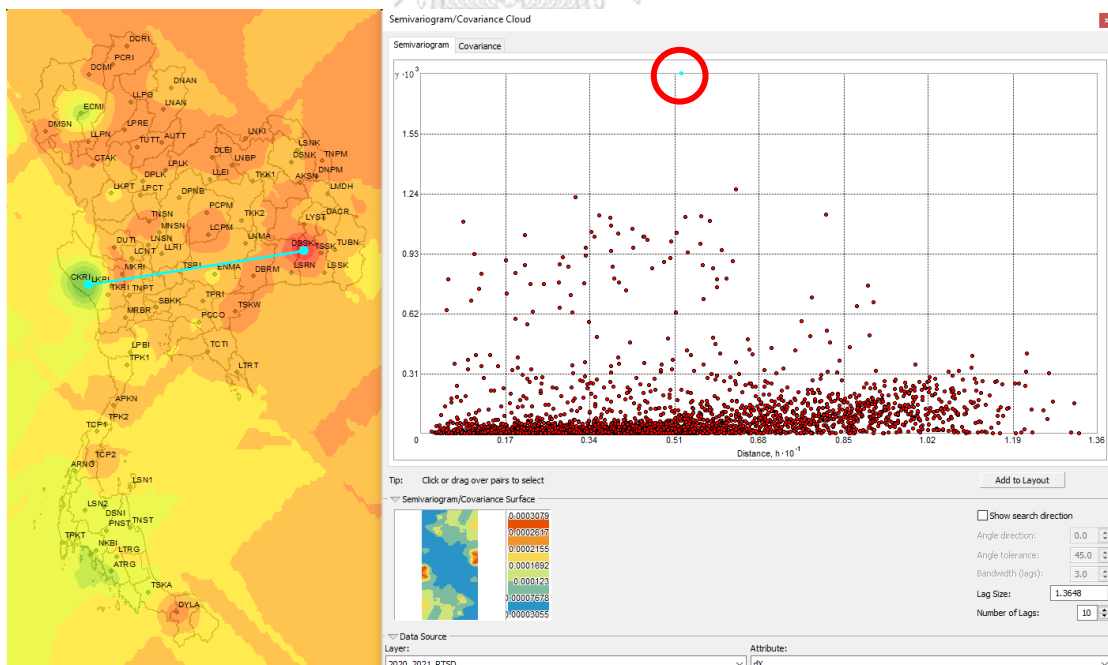 DCRI
PCRI
DCMI
DNAN
LLPG
LNAN
ECMI
DMSN
LPRE
LLPN
TUTT
AUTT
LNKI
LSNK
CTAK
DLEI
LNBP
DSNK
TNPM
LPLK
DPLK
LLEI
TKK1
AKSN
DNPM
LKPT
LPCT
DPNB
LMDH
PCPM
TNSN
TKK2
LYST
DACR
MNSN
LCPM
DUTI
LNSN
LNMA
DSSK
TSSK
TUBN
LCNT
LLRI
MKRI
TSRI
ENMA
DBRM
LSRN
LSSK
CKRI
LKRI
TKRI
TNPT
SBKK
TPRI
MRBR
PCCO
TSKW
LPBI
TCTI
TPK1
LTRT
APKN
TPK2
TCP1
TCP2
ARNG
LSN1
LSN2
DSNI
PNST
TNST
TPKT
NKBI
LTRG
ATRG
TSKA
DYLA
Semivariogram/Covariance Cloud
Semivariogram
Covariance
γ·10³
1.55
1.24
0.93
0.62
0.31
0 0.17 0.34 0.51 0.68 0.85 1.02 1.19 1.36
Distance, h·10⁻¹
Tip: Click or drag over pairs to select
Add to Layout
Semivariogram/Covariance Surface
0.0003079
0.0002617
0.0002155
0.0001692
0.000123
0.00007678
0.00003055
Show search direction
Angle direction: 0.0
Angle tolerance: 45.0
Bandwidth (lags): 3.0
Lag Size: 1.3648
Number of Lags: 10
Data Source
Layer:
Attribute:
2020_2021_RTSD
dX